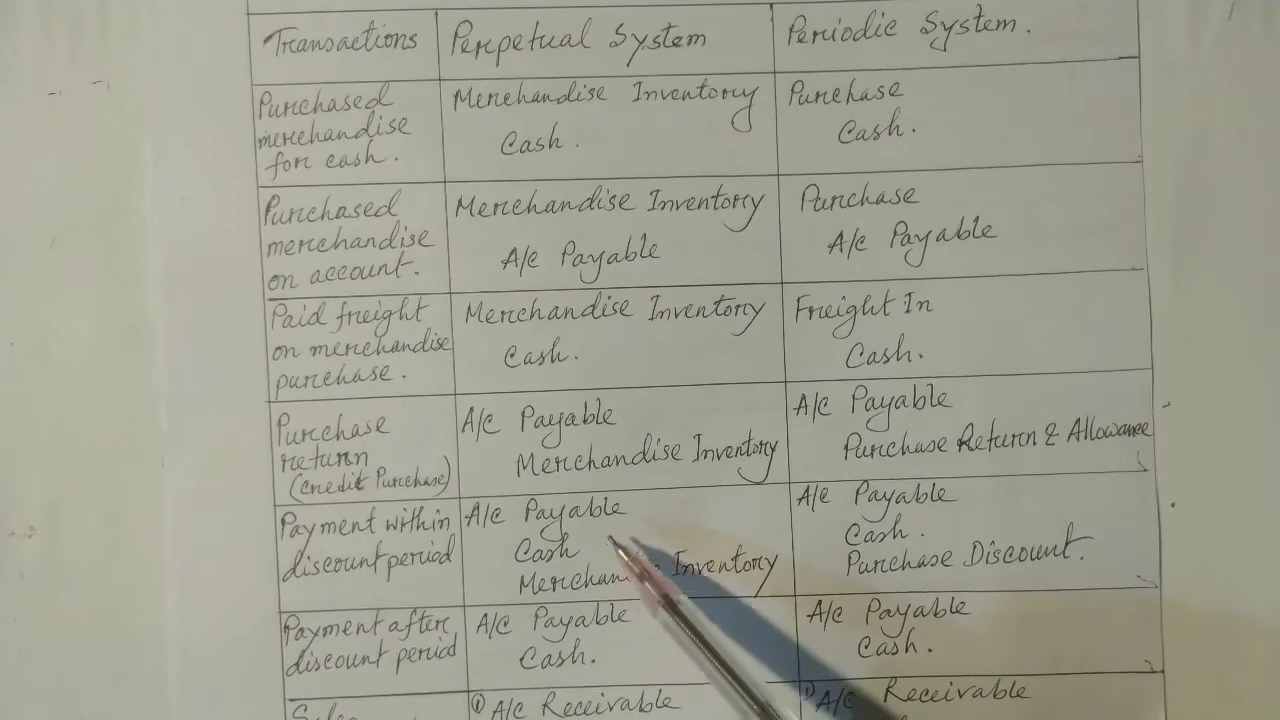 Transactions
Perpetual System
Periodic System.
Purchased
merchandise
for cash.
Merchandise Inventory
Cash.
Purchase
Cash.
Purchased
merchandise
on account.
Merchandise Inventory
A/c Payable
Purchase
A/c Payable
Paid freight
on merchandise
purchase.
Merchandise Inventory
Cash.
Freight In
Cash.
Purchase
return
(Credit Purchase)
A/c Payable
Merchandise Inventory
A/c Payable
Purchase Return & Allowance
Payment within
discount period
A/c Payable
Cash
Inventory
A/c Payable
Cash.
Purchase Discount.
Payment after
discount period
A/c Payable
Cash.
A/c Payable
Cash.
① A/c Receivable
① A/c Receivable